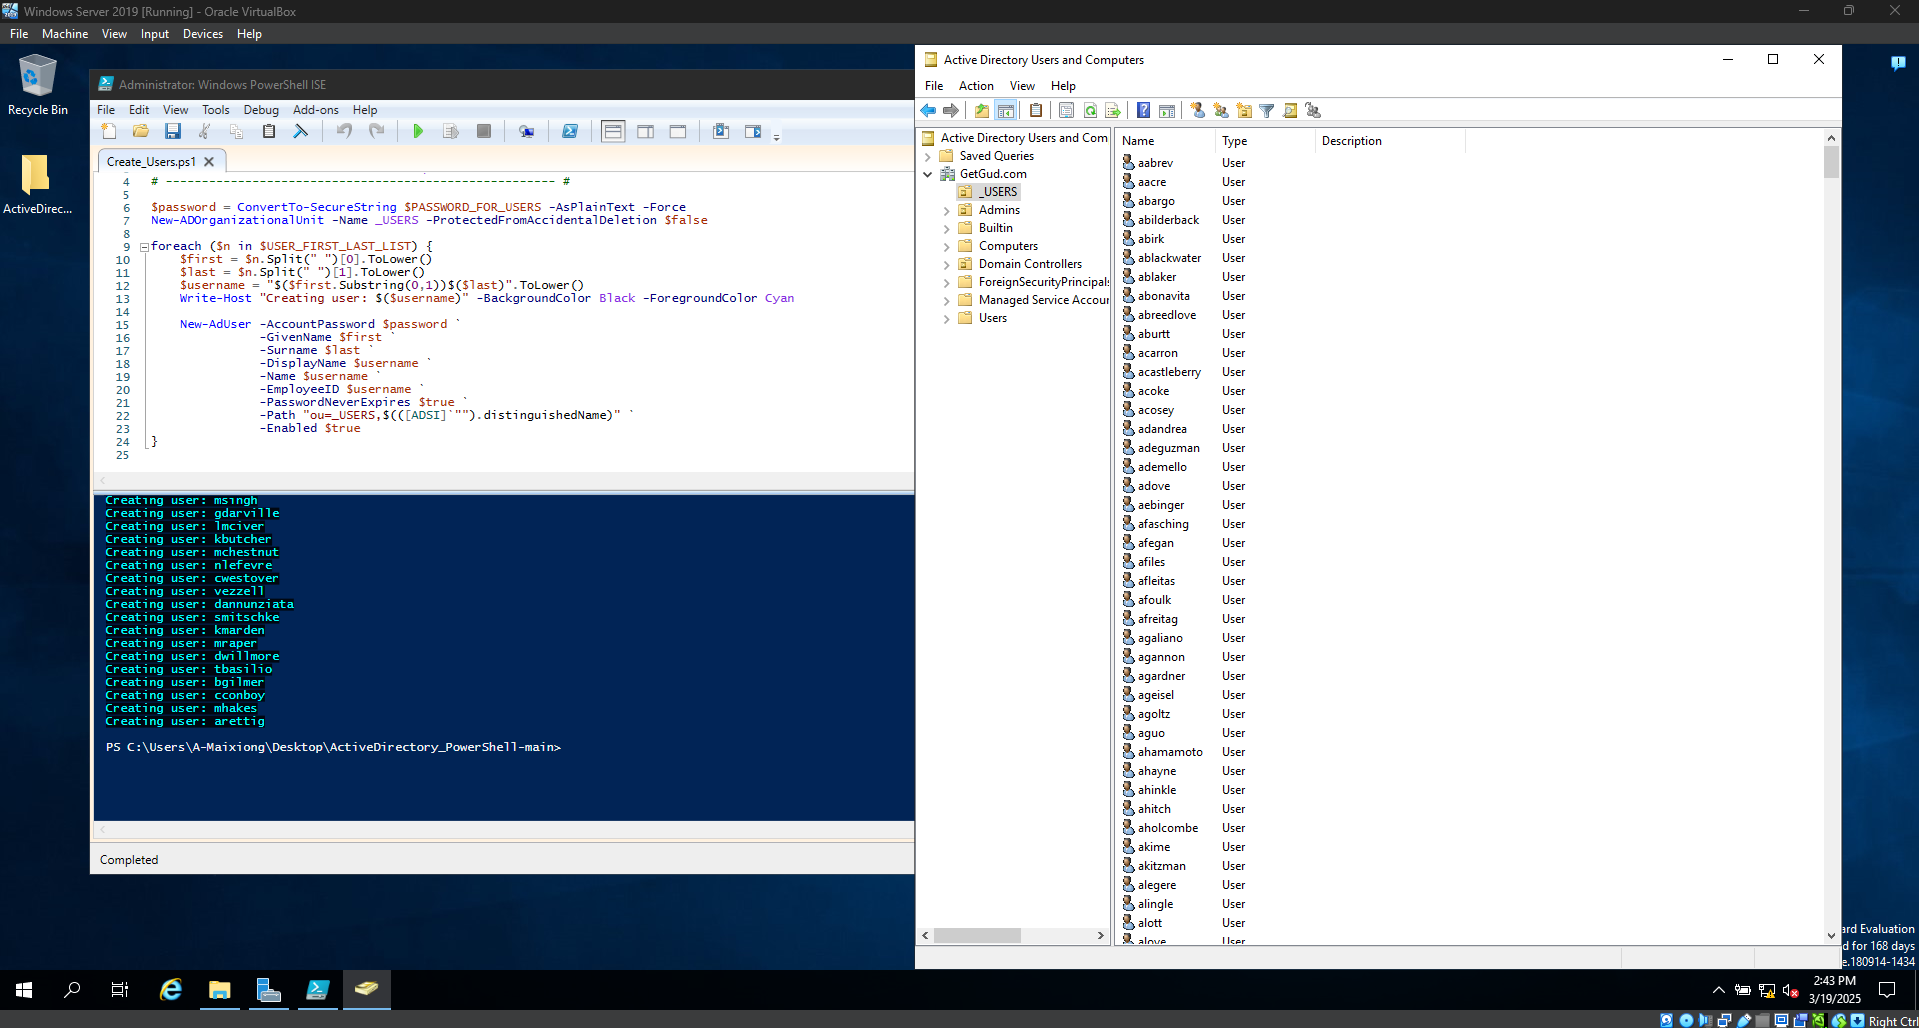 Windows Server 2019 [Running] - Oracle VirtualBox
File Machine View Input Devices Help
Recycle Bin
ActiveDirec...
Administrator: Windows PowerShell ISE
File Edit View Tools Debug Add-ons Help
Create_Users.ps1
4 # ------------------------------------------------------ #
5
6 $password = ConvertTo-SecureString $PASSWORD_FOR_USERS -AsPlainText -Force
7 New-ADOrganizationalUnit -Name _USERS -ProtectedFromAccidentalDeletion $false
8
9 foreach ($n in $USER_FIRST_LAST_LIST) {
10 $first = $n.Split(" ")[0].ToLower()
11 $last = $n.Split(" ")[1].ToLower()
12 $username = "$($first.Substring(0,1))$($last)".ToLower()
13 Write-Host "Creating user: $($username)" -BackgroundColor Black -ForegroundColor Cyan
14
15 New-AdUser -AccountPassword $password `
16 -GivenName $first `
17 -Surname $last `
18 -DisplayName $username `
19 -Name $username `
20 -EmployeeID $username `
21 -PasswordNeverExpires $true `
22 -Path "ou=_USERS,$(([ADSI]`"").distinguishedName)" `
23 -Enabled $true
24 }
25
Creating user: msingh
Creating user: gdarville
Creating user: lmciver
Creating user: kbutcher
Creating user: mchestnut
Creating user: nlefevre
Creating user: cwestover
Creating user: vezzell
Creating user: dannunziata
Creating user: smitschke
Creating user: kmarden
Creating user: mraper
Creating user: dwillmore
Creating user: tbasilio
Creating user: bgilmer
Creating user: cconboy
Creating user: mhakes
Creating user: arettig
PS C:\Users\A-Maixiong\Desktop\ActiveDirectory_PowerShell-main>
Completed
Active Directory Users and Computers
File Action View Help
Active Directory Users and Com
Saved Queries
GetGud.com
_USERS
Admins
Builtin
Computers
Domain Controllers
ForeignSecurityPrincipals
Managed Service Accour
Users
Name Type Description
aabrev User
aacre User
abargo User
abilderback User
abirk User
ablackwater User
ablaker User
abonavita User
abreedlove User
aburtt User
acarron User
acastleberry User
acoke User
acosey User
adandrea User
adeguzman User
ademello User
adove User
aebinger User
afasching User
afegan User
afiles User
afleitas User
afoulk User
afreitag User
agaliano User
agannon User
agardner User
ageisel User
agoltz User
aguo User
ahamamoto User
ahayne User
ahinkle User
ahitch User
aholcombe User
akime User
akitzman User
alegere User
alingle User
alott User
alove User
ard Evaluation
d for 168 days
e.180914-1434
2:43 PM
3/19/2025
Right Ctrl